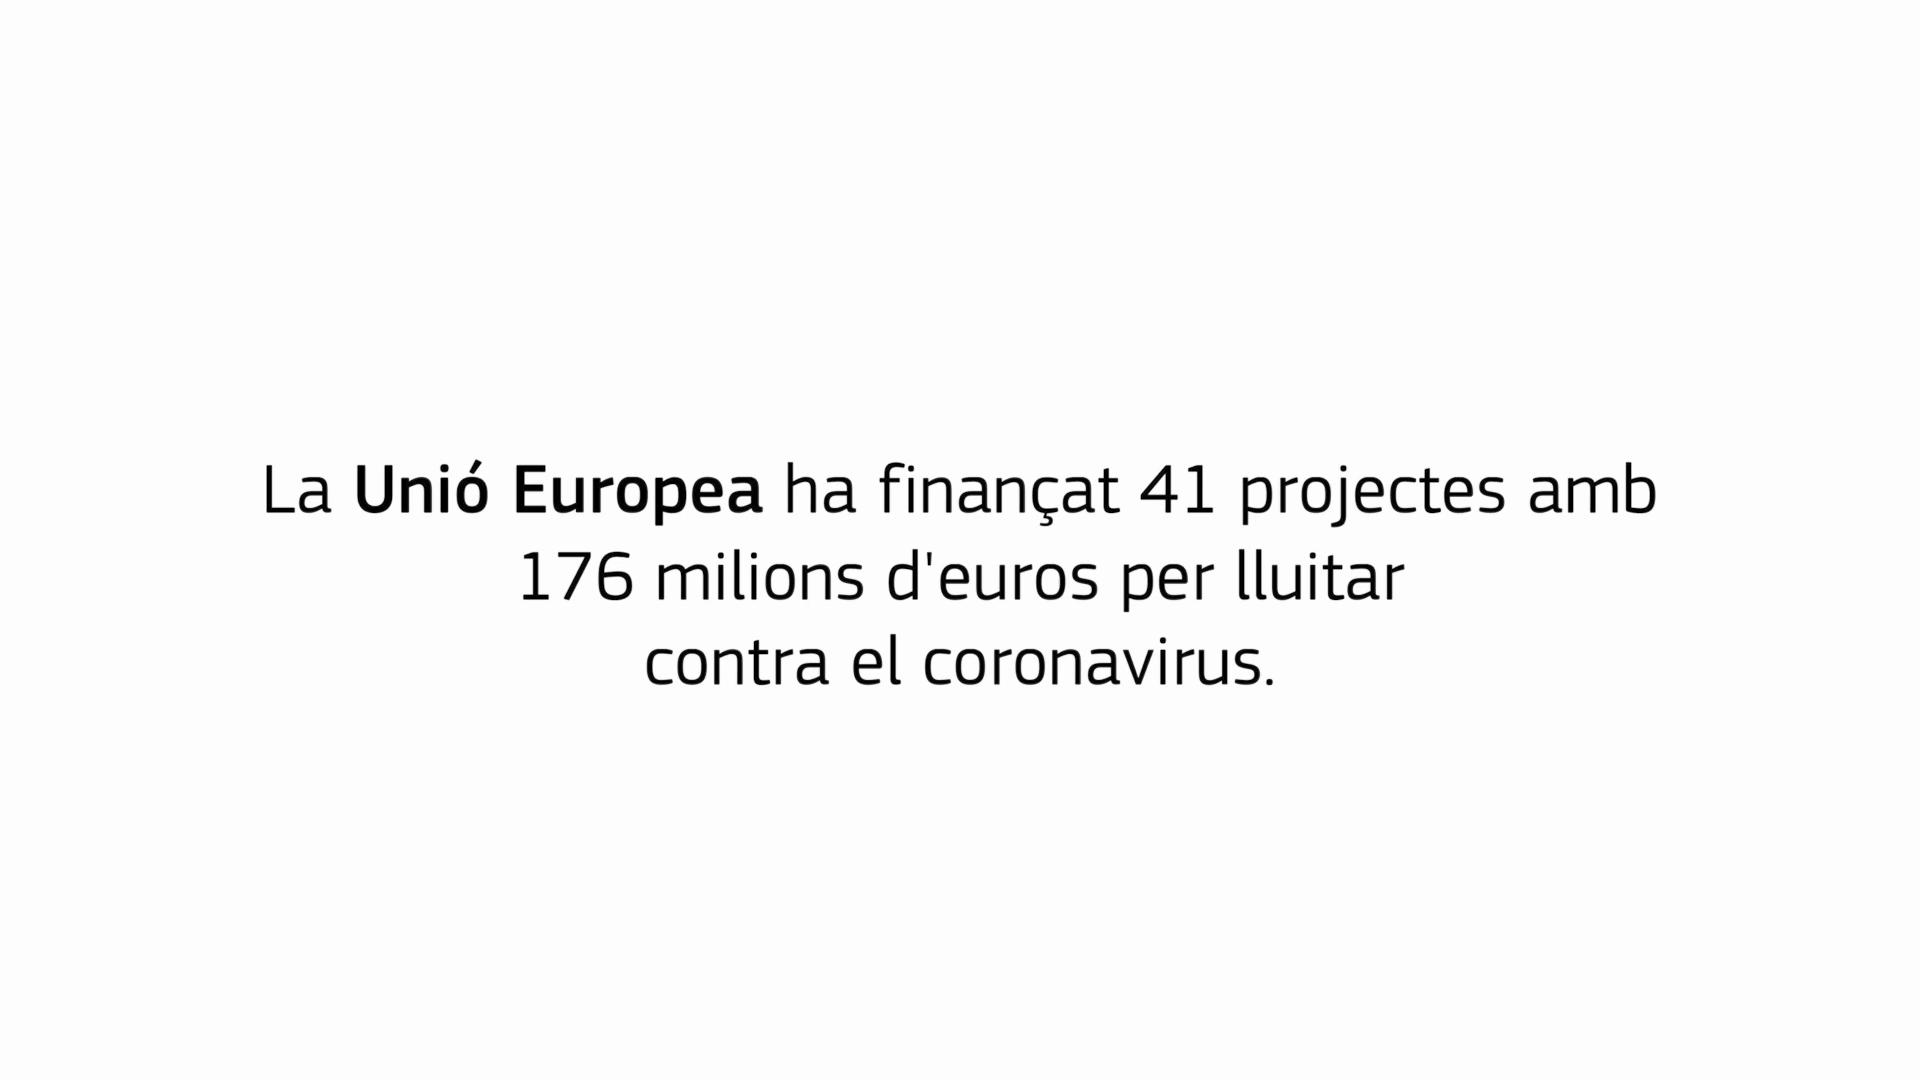 La Unió Europea ha finançat 41 projectes amb
176 milions d'euros per lluitar
contra el coronavirus.